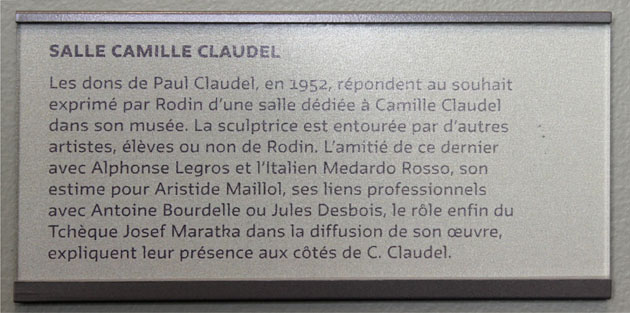 SALLE CAMILLE CLAUDEL
Les dons de Paul Claudel, en 1952, répondent au souhait
exprimé par Rodin d'une salle dédiée à Camille Claudel
dans son musée. La sculptrice est entourée par d'autres
artistes, élèves ou non de Rodin. L'amitié de ce dernier
avec Alphonse Legros et l'Italien Medardo Rosso, son
estime pour Aristide Maillol, ses liens professionnels
avec Antoine Bourdelle ou Jules Desbois, le rôle enfin du
Tchèque Josef Maratka dans la diffusion de son œuvre,
expliquent leur présence aux côtés de C. Claudel.